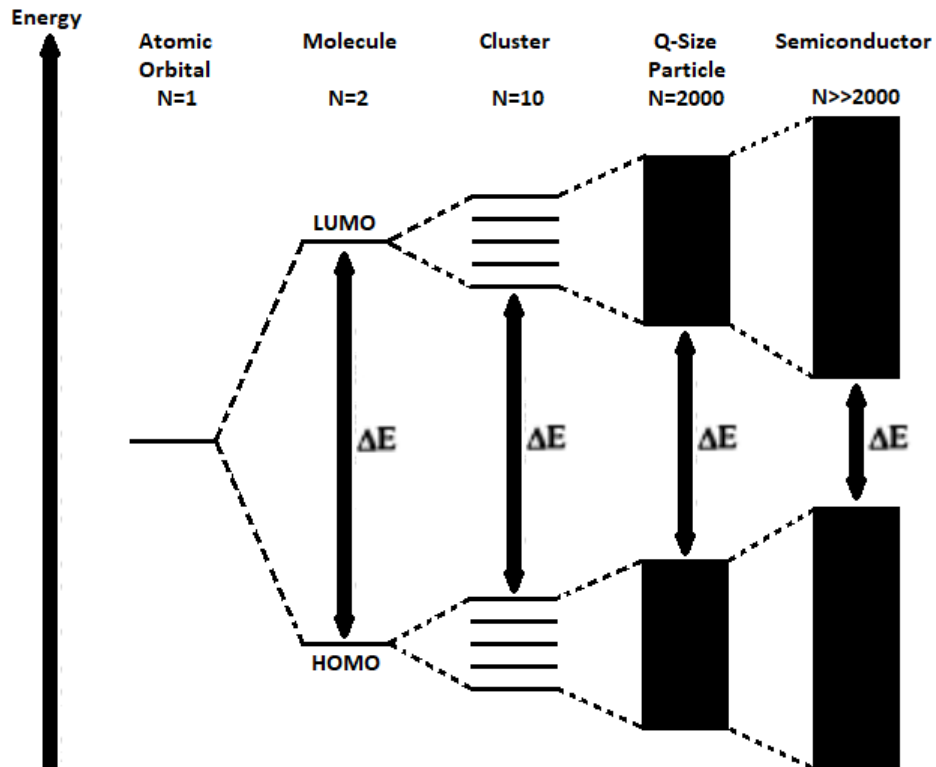 Energy
Atomic
Orbital
N=1
Molecule
N=2
Cluster
N=10
Q-Size
Particle
N=2000
Semiconductor
N>>2000
LUMO
ΔE
ΔE
ΔE
ΔE
HOMO